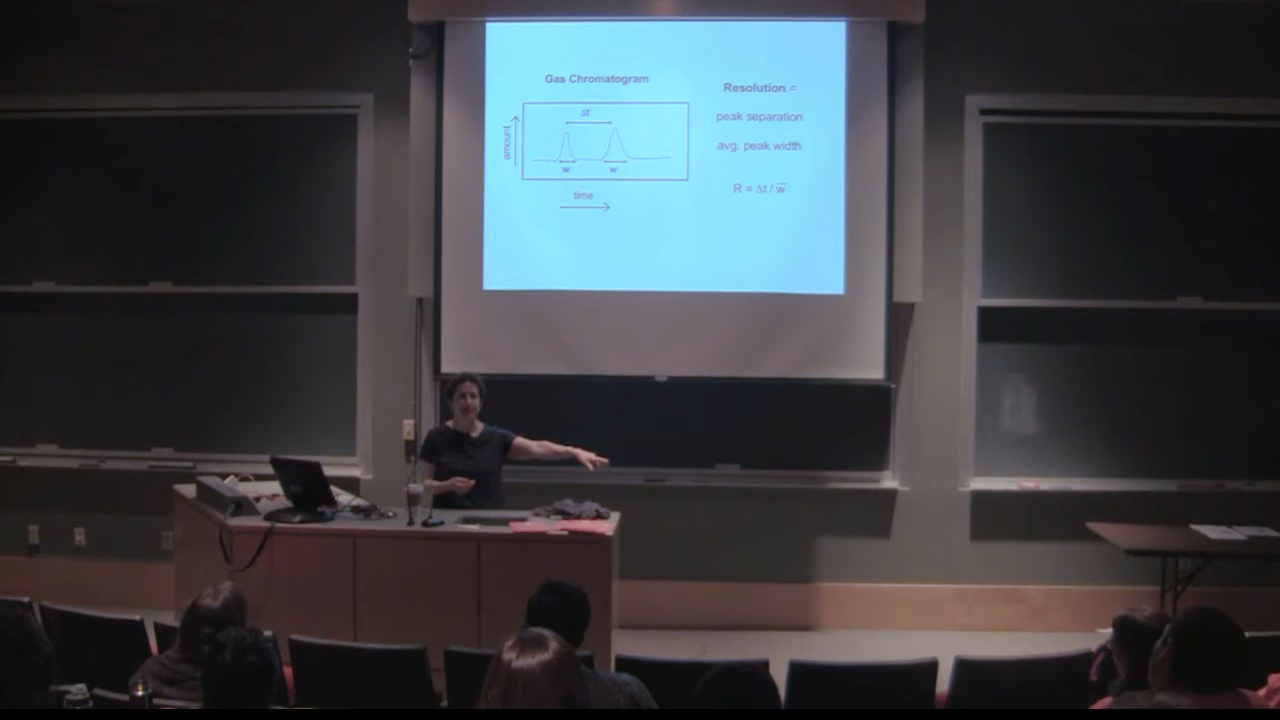 Gas Chromatogram
Δt
amount
w
w
time
Resolution =
peak separation
avg. peak width
R = Δt / w̅